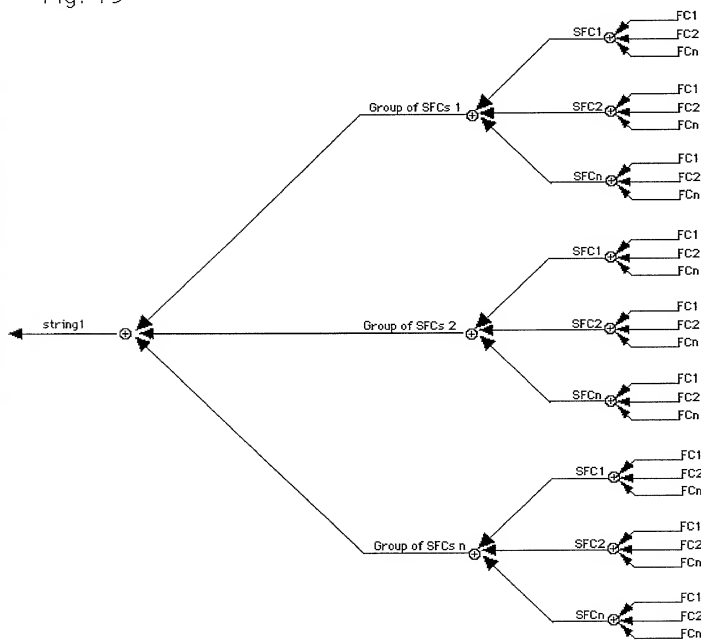 FC1
SFC1
FC2
FCn
FC1
Group of SFCs 1
SFC2
FC2
FCn
FC1
SFCn
FC2
FCn
FC1
SFC1
FC2
FCn
FC1
string1
Group of SFCs 2
SFC2
FC2
FCn
FC1
SFCn
FC2
FCn
FC1
SFC1
FC2
FCn
FC1
Group of SFCs n
SFC2
FC2
FCn
FC1
SFCn
FC2
FCn